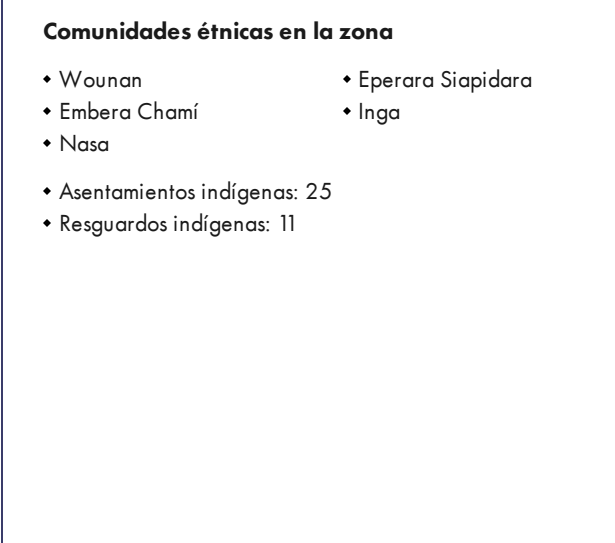 Comunidades étnicas en la zona
◆ Wounan
◆ Embera Chamí
◆ Nasa
◆ Eperara Siapidara
◆ Inga
◆ Asentamientos indígenas: 25
◆ Resguardos indígenas: 11